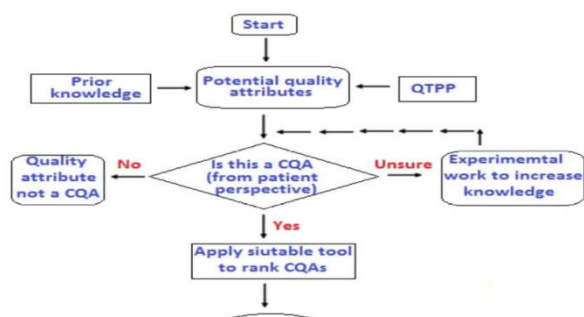 Start
Prior
knowledge
Potential quality
attributes
QTPP
Quality
attribute
not a CQA
No
Is this a CQA
(from patient
perspective)
Unsure
Experimemtal
work to increase
knowledge
Yes
Apply siutable tool
to rank CQAs